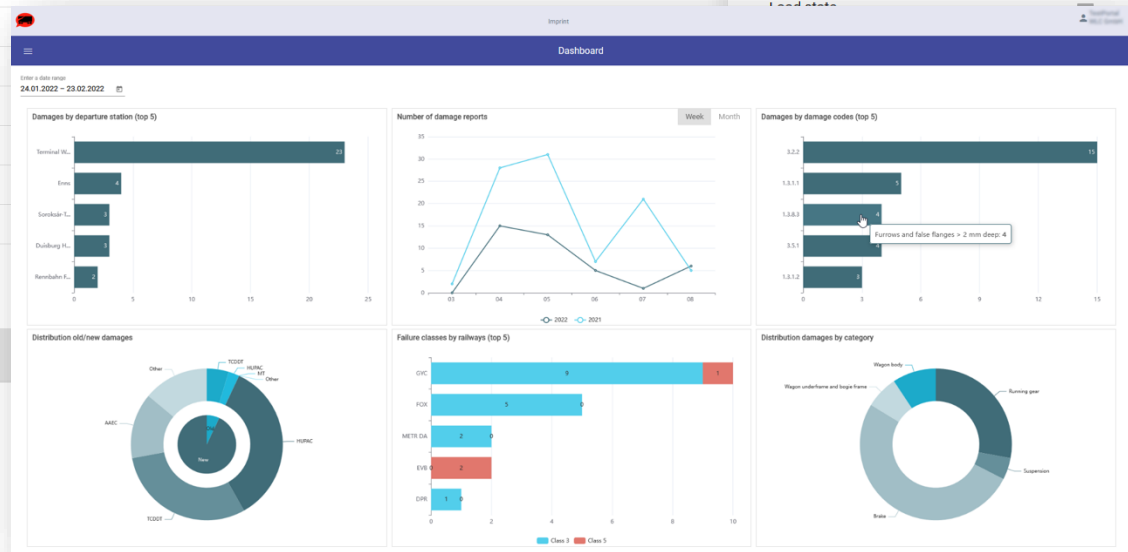 Load state
Imprint
Dashboard
Enter a date range
24.01.2022 – 23.02.2022
Damages by departure station (top 5)
Terminal W...
23
Enns
4
Soroksár-T...
3
Duisburg H...
3
Rennbahn F...
2
0 5 10 15 20 25
Number of damage reports
Week Month
35
30
25
20
15
10
5
0
03 04 05 06 07 08
2022 2021
Damages by damage codes (top 5)
3.2.2
15
1.3.1.1
5
1.3.8.3
4
Furrows and false flanges > 2 mm deep: 4
3.5.1
4
1.3.1.2
3
0 3 6 9 12 15
Distribution old/new damages
TCDDT
HUPAC
MT
Other
Other
AAEC
HUPAC
New
TCDDT
Failure classes by railways (top 5)
GYC
9 1
FOX
5 0
METR DA
2 0
EVB
0 2
DPR
1 0
0 2 4 6 8 10
Class 3 Class 5
Distribution damages by category
Wagon body
Wagon underframe and bogie frame
Running gear
Suspension
Brake